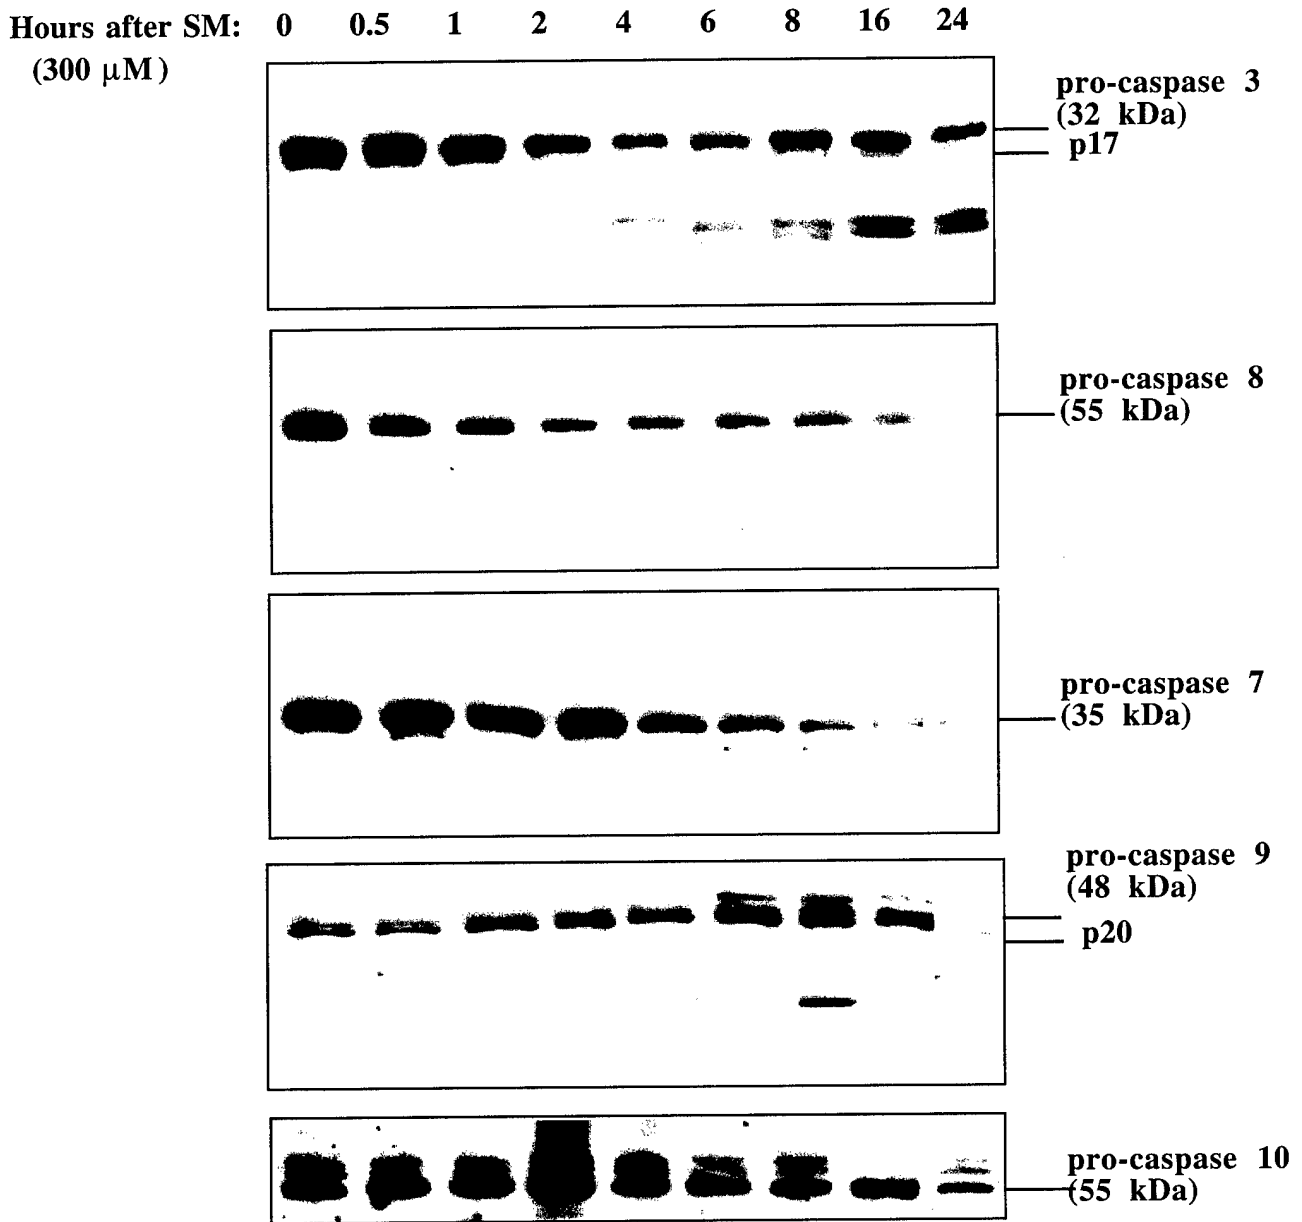 Hours after SM: 0 0.5 1 2 4 6 8 16 24
(300 μM)
pro-caspase 3
(32 kDa)
p17
pro-caspase 8
(55 kDa)
pro-caspase 7
(35 kDa)
pro-caspase 9
(48 kDa)
p20
pro-caspase 10
(55 kDa)